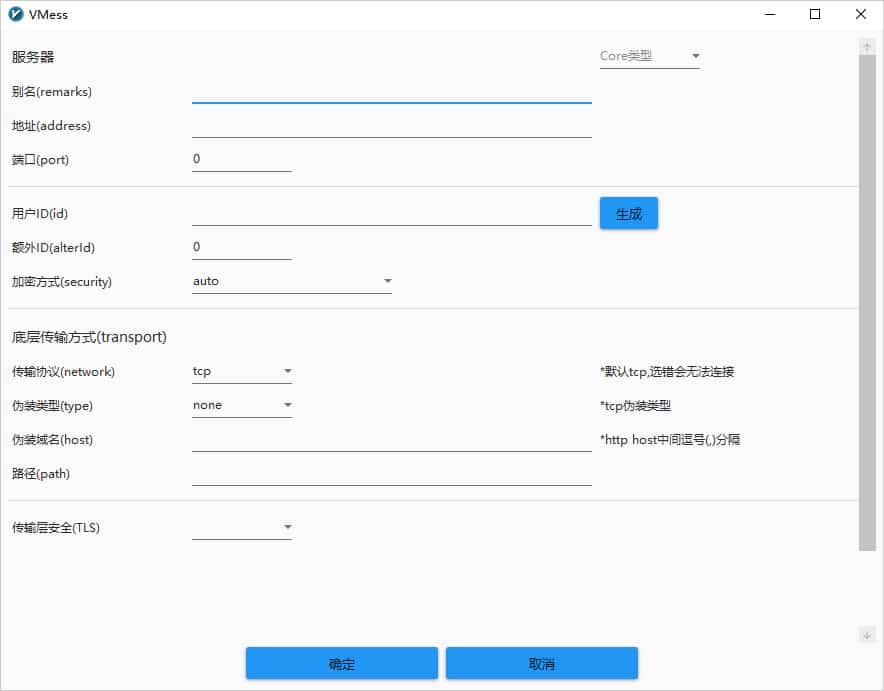 VMess
服务器 Core类型
别名(remarks)
地址(address)
端口(port) 0
用户ID(id) 生成
额外ID(alterId) 0
加密方式(security) auto
底层传输方式(transport)
传输协议(network) tcp *默认tcp,选错会无法连接
伪装类型(type) none *tcp伪装类型
伪装域名(host) *http host中间逗号(,)分隔
路径(path)
传输层安全(TLS)
确定 取消